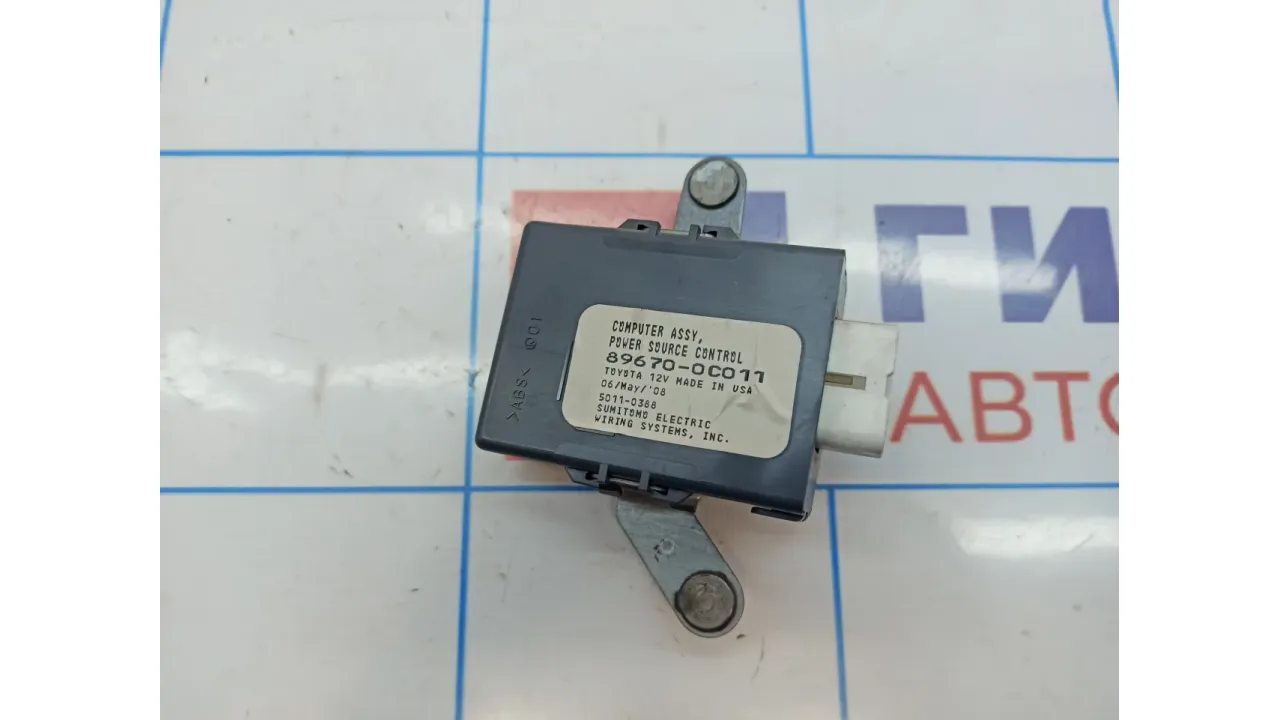 COMPUTER ASSY,
POWER SOURCE CONTROL
89670-0C011
TOYOTA 12V MADE IN USA
06/May/'08
5011-0388
SUMITOMO ELECTRIC
WIRING SYSTEMS, INC.
>ABS<
ГИ
АВТО